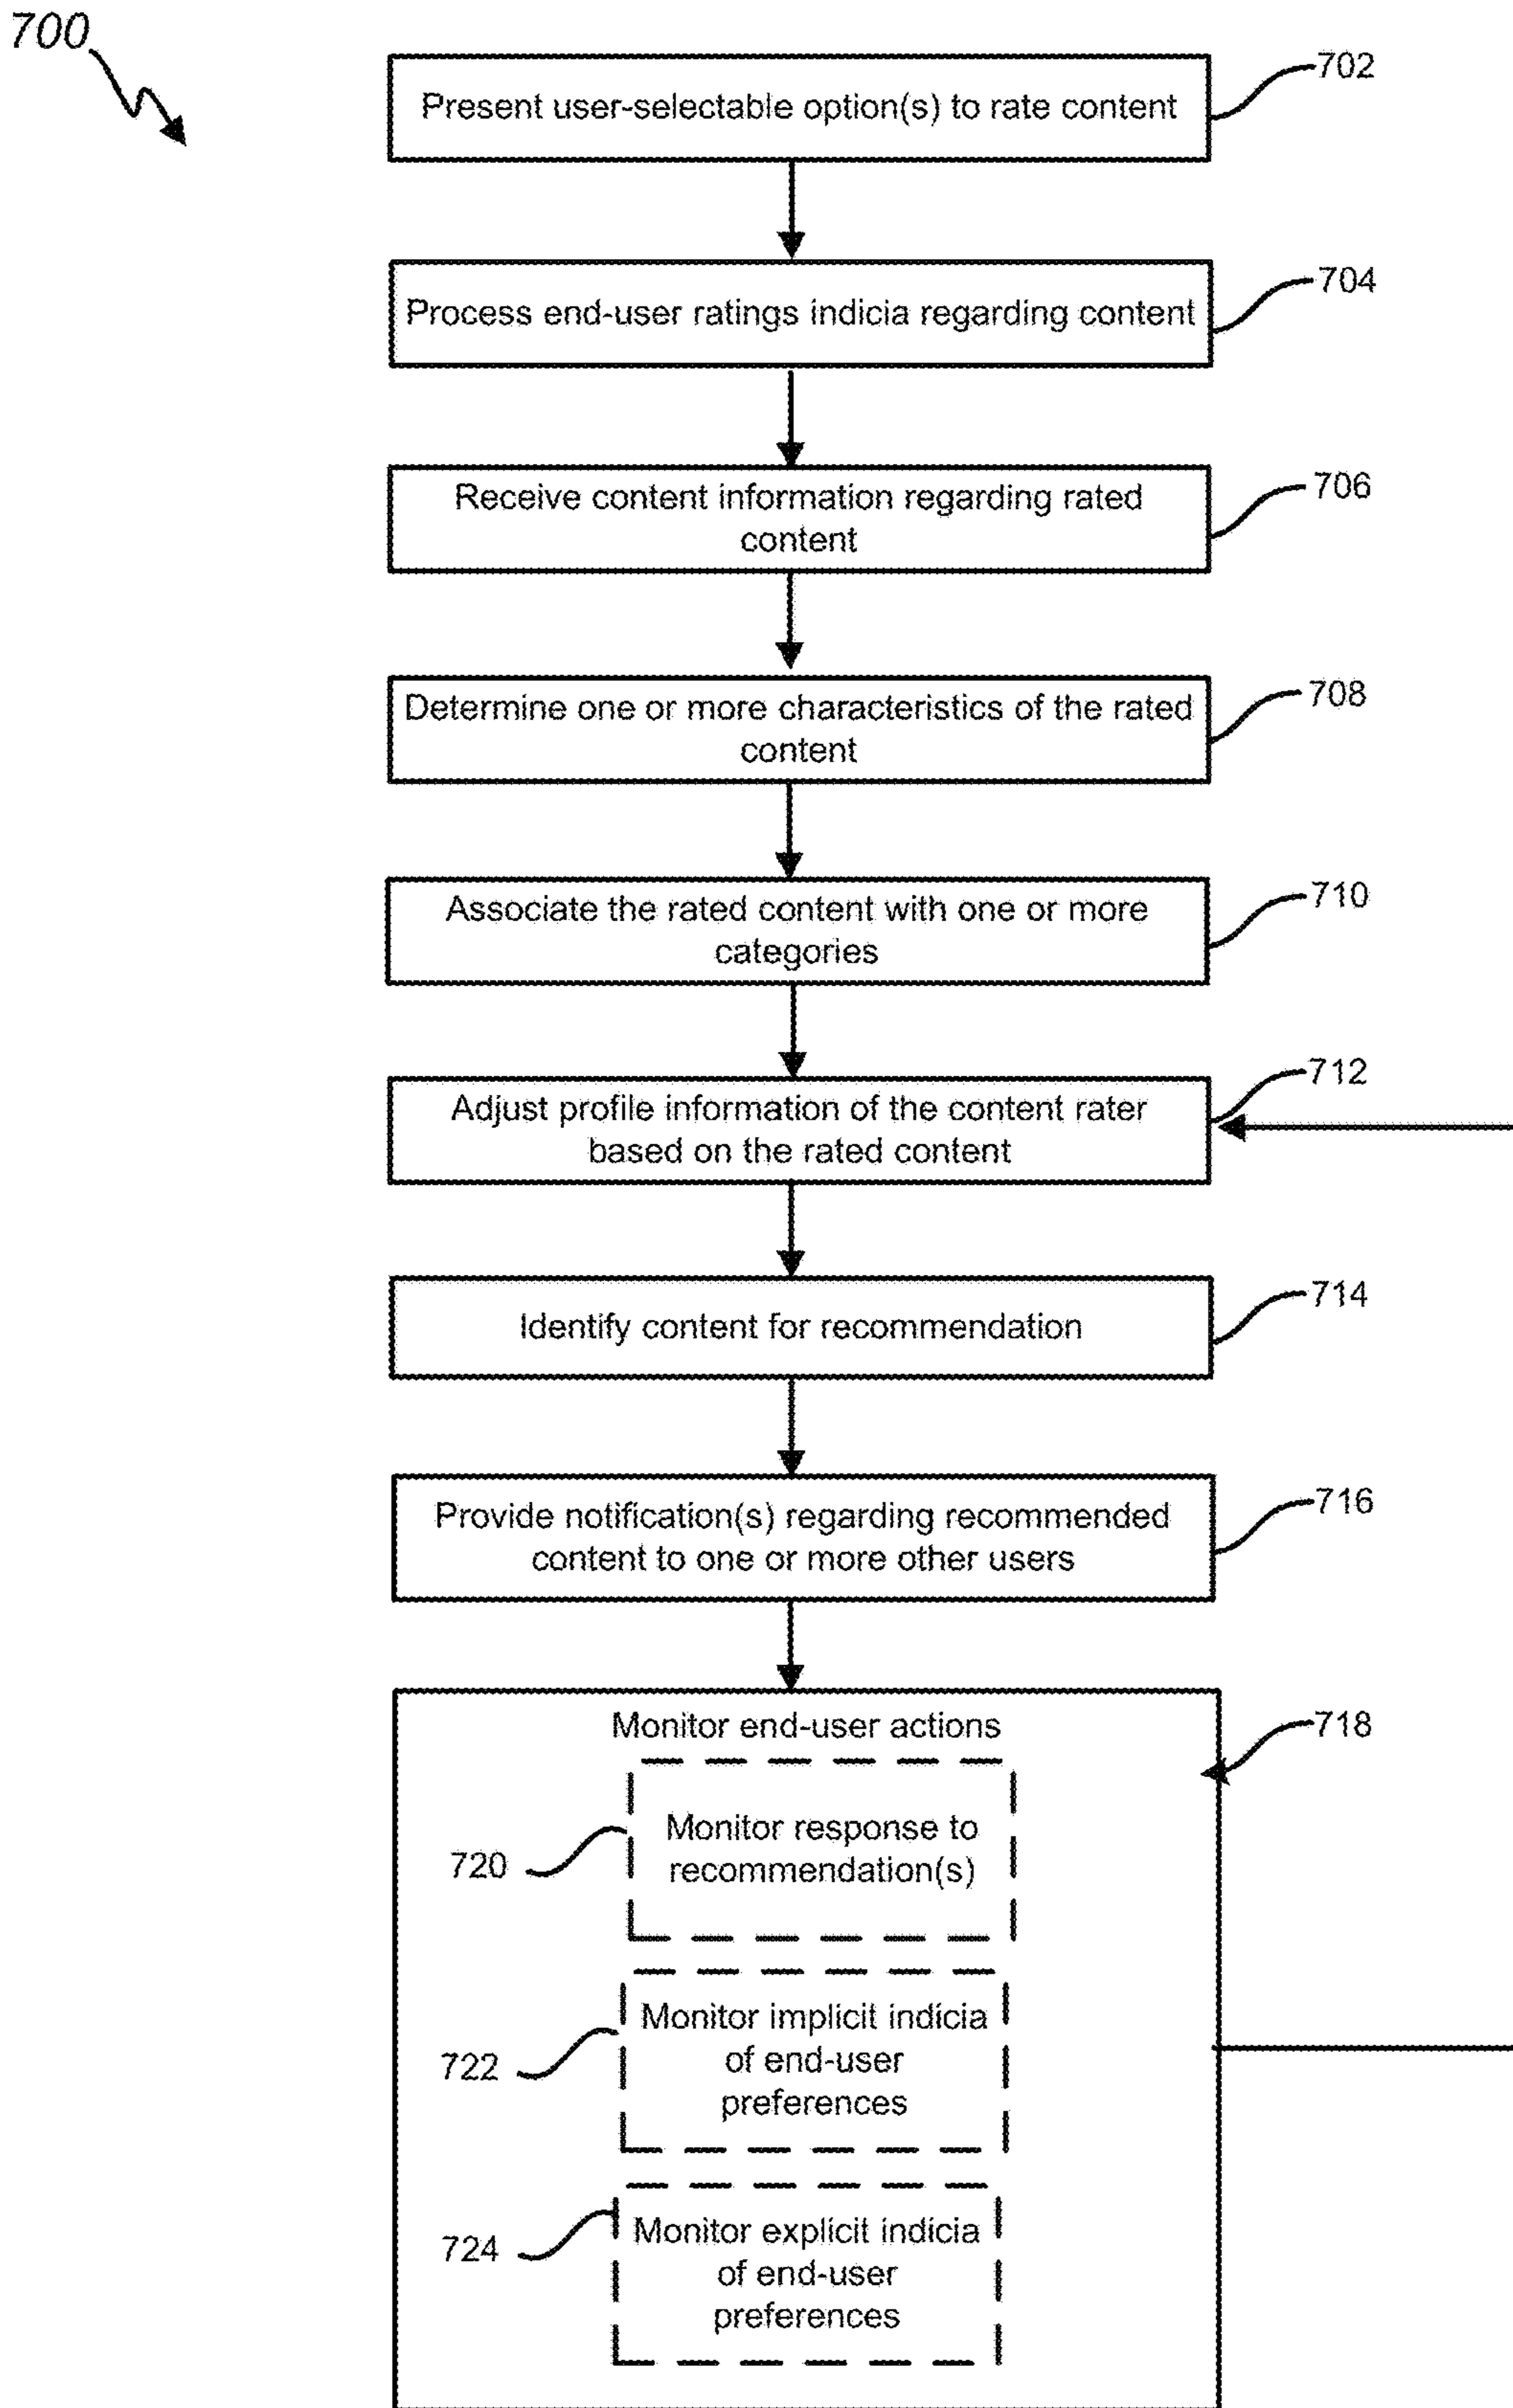 700
Present user-selectable option(s) to rate content
702
Process end-user ratings indicia regarding content
704
Receive content information regarding rated
content
706
Determine one or more characteristics of the rated
content
708
Associate the rated content with one or more
categories
710
Adjust profile information of the content rater
based on the rated content
712
Identify content for recommendation
714
Provide notification(s) regarding recommended
content to one or more other users
716
Monitor end-user actions
718
Monitor response to
recommendation(s)
720
Monitor implicit indicia
of end-user
preferences
722
Monitor explicit indicia
of end-user
preferences
724